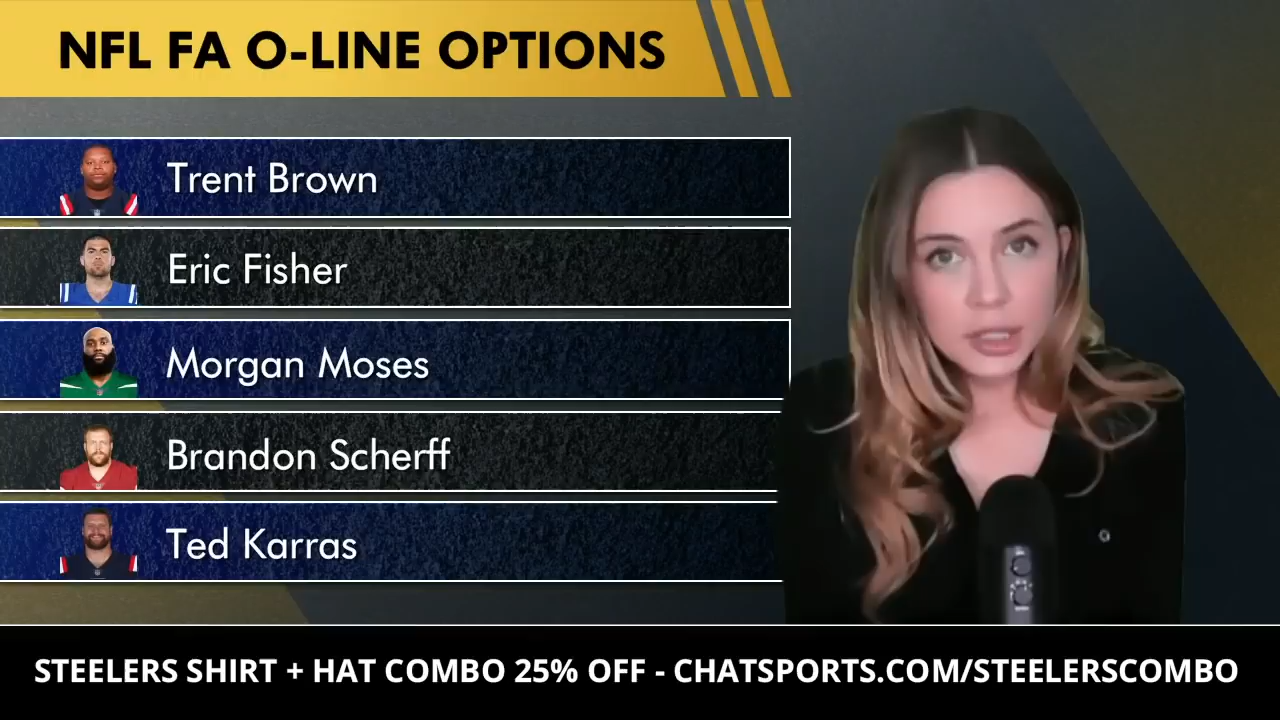 NFL FA O-LINE OPTIONS
Trent Brown
Eric Fisher
Morgan Moses
Brandon Scherff
Ted Karras
STEELERS SHIRT + HAT COMBO 25% OFF - CHATSPORTS.COM/STEELERSCOMBO